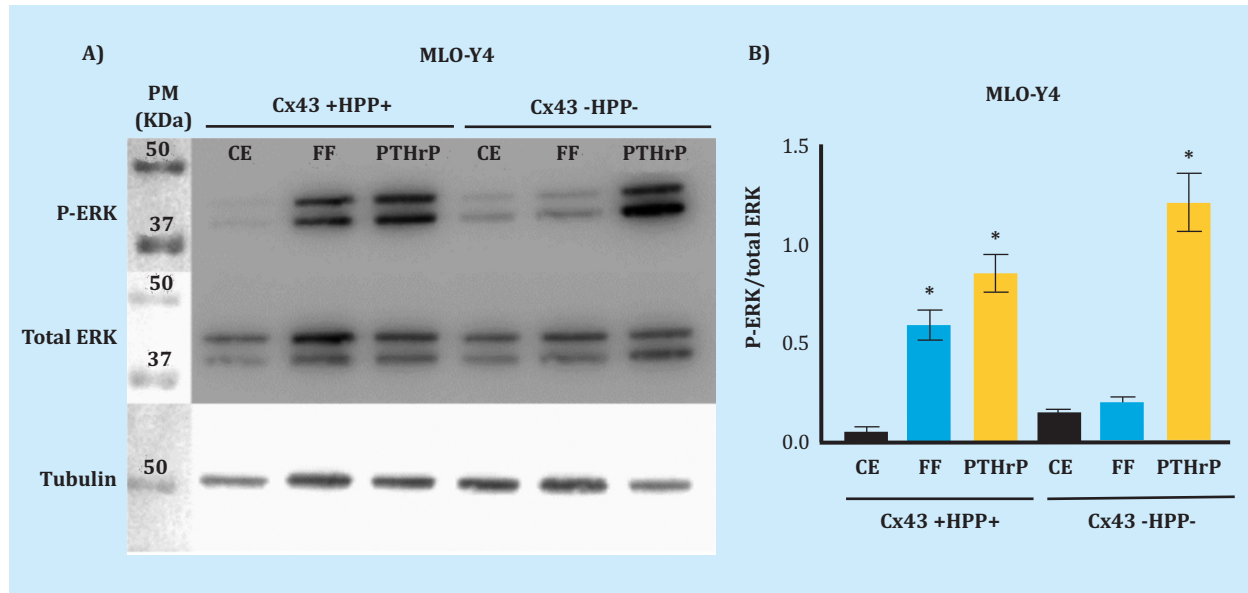 A)
MLO-Y4
PM
(KDa)
Cx43 +HPP+
Cx43 -HPP-
CE
FF
PTHrP
CE
FF
PTHrP
50
P-ERK
37
50
Total ERK
37
Tubulin
50
B)
MLO-Y4
P-ERK/total ERK
1.5
1.0
0.5
0.0
*
*
*
CE
FF
PTHrP
CE
FF
PTHrP
Cx43 +HPP+
Cx43 -HPP-